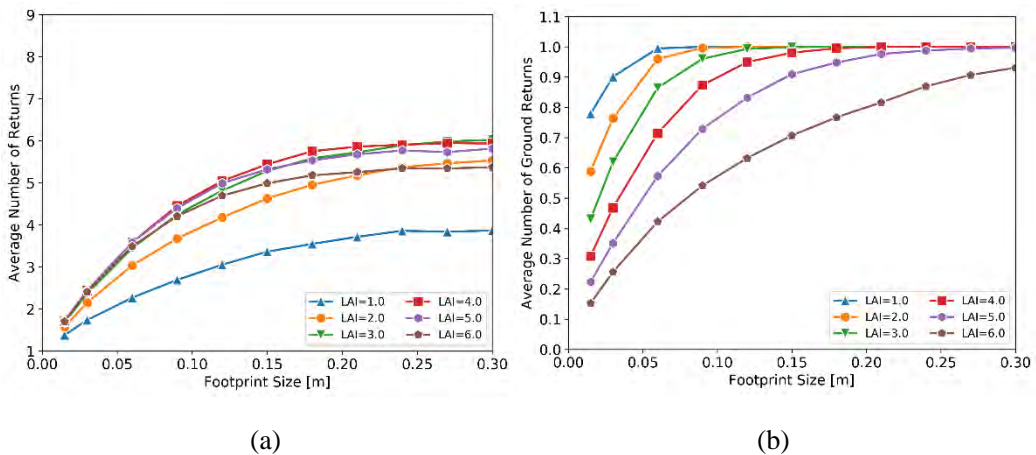 9
8
7
6
5
4
3
2
1
Average Number of Returns
0.00 0.05 0.10 0.15 0.20 0.25 0.30
Footprint Size [m]
LAI=1.0 LAI=4.0
LAI=2.0 LAI=5.0
LAI=3.0 LAI=6.0
(a)
1.1
1.0
0.9
0.8
0.7
0.6
0.5
0.4
0.3
0.2
0.1
0.0
Average Number of Ground Returns
0.00 0.05 0.10 0.15 0.20 0.25 0.30
Footprint Size [m]
LAI=1.0 LAI=4.0
LAI=2.0 LAI=5.0
LAI=3.0 LAI=6.0
(b)